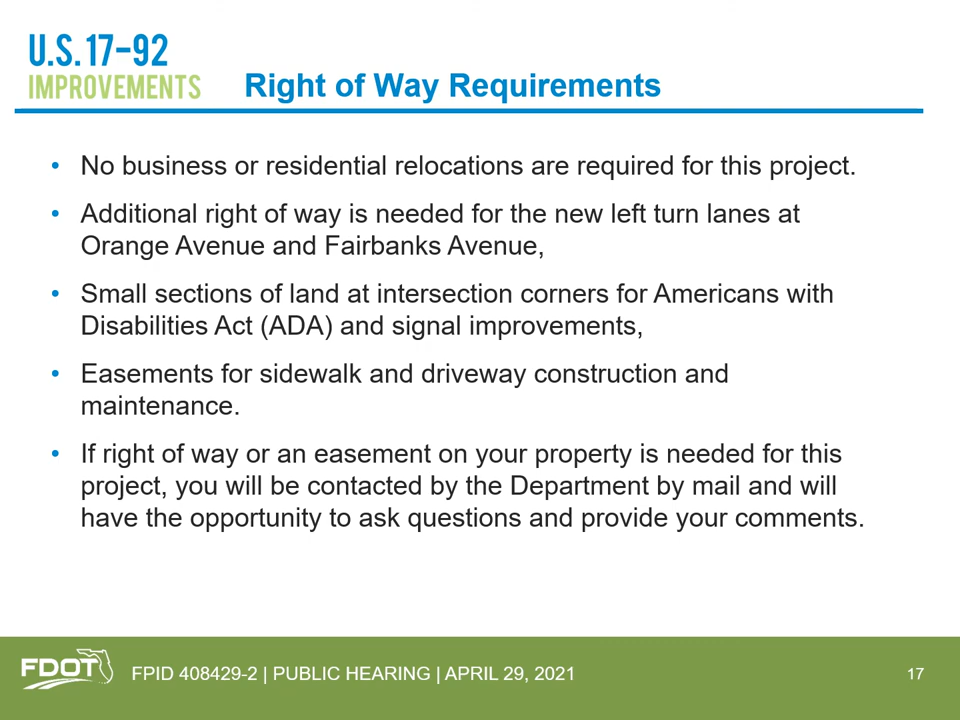 U.S. 17-92
IMPROVEMENTS
Right of Way Requirements
• No business or residential relocations are required for this project.
• Additional right of way is needed for the new left turn lanes at
Orange Avenue and Fairbanks Avenue,
• Small sections of land at intersection corners for Americans with
Disabilities Act (ADA) and signal improvements,
• Easements for sidewalk and driveway construction and
maintenance.
• If right of way or an easement on your property is needed for this
project, you will be contacted by the Department by mail and will
have the opportunity to ask questions and provide your comments.
FDOT
FPID 408429-2 | PUBLIC HEARING | APRIL 29, 2021
17